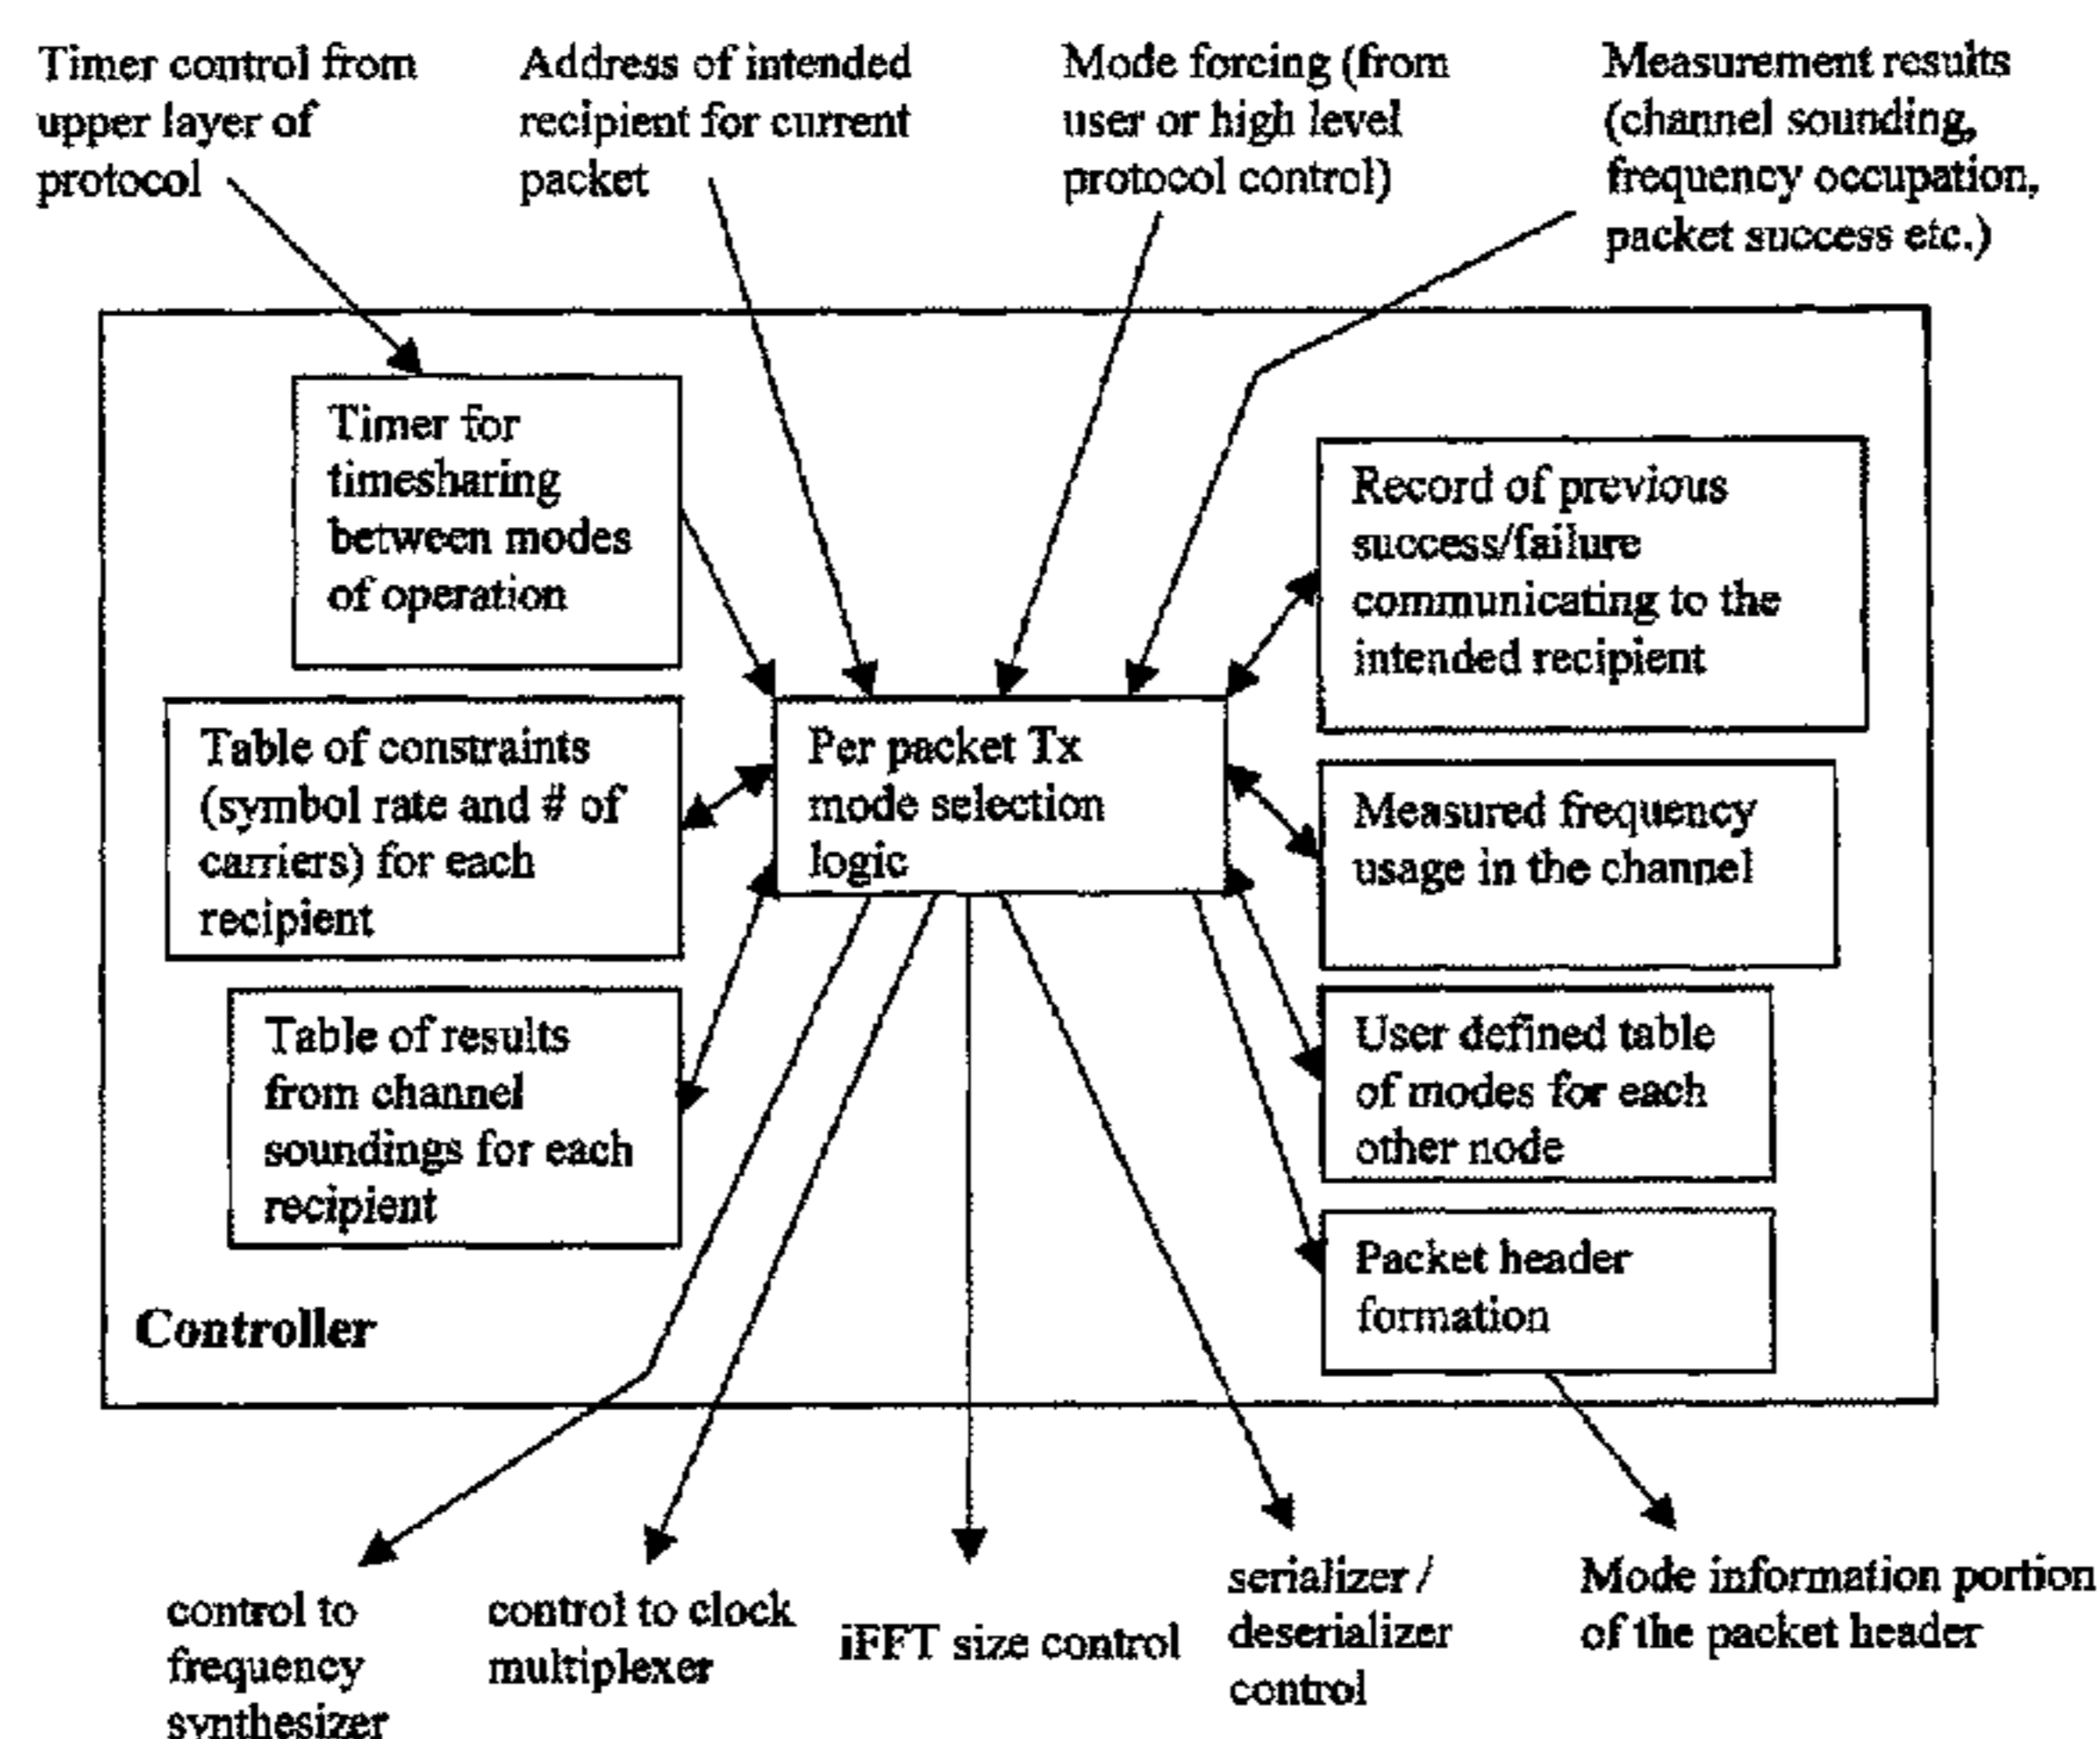 Timer control from
upper layer of
protocol
Address of intended
recipient for current
packet
Mode forcing (from
user or high level
protocol control)
Measurement results
(channel sounding,
frequency occupation,
packet success etc.)
Timer for
timesharing
between modes
of operation
Record of previous
success/failure
communicating to the
intended recipient
Table of constraints
(symbol rate and # of
carriers) for each
recipient
Per packet Tx
mode selection
logic
Measured frequency
usage in the channel
Table of results
from channel
soundings for each
recipient
User defined table
of modes for each
other node
Packet header
formation
Controller
control to
frequency
synthesizer
control to clock
multiplexer
iFFT size control
serializer /
deserializer
control
Mode information portion
of the packet header